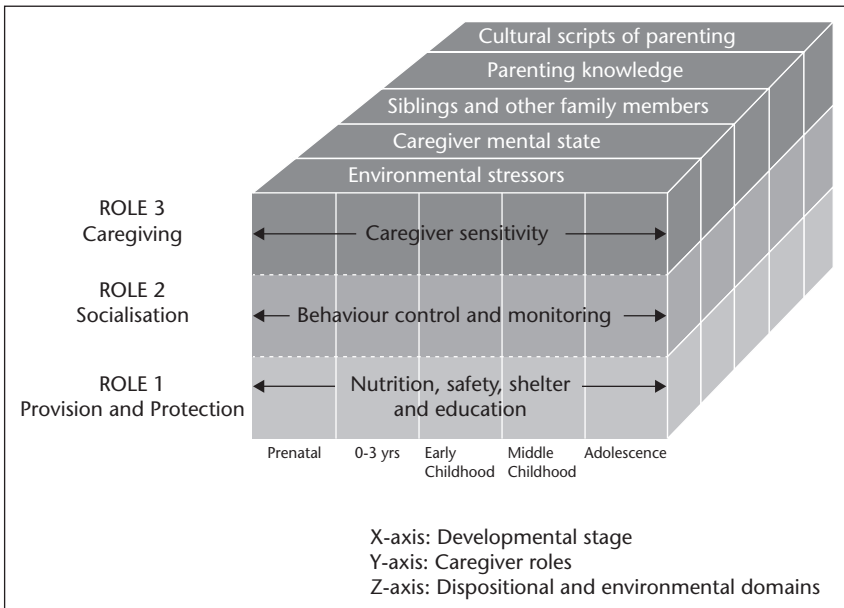 Cultural scripts of parenting
Parenting knowledge
Siblings and other family members
Caregiver mental state
Environmental stressors
ROLE 3
Caregiving
Caregiver sensitivity
ROLE 2
Socialisation
Behaviour control and monitoring
ROLE 1
Provision and Protection
Nutrition, safety, shelter
and education
Prenatal
0-3 yrs
Early
Childhood
Middle
Childhood
Adolescence
X-axis: Developmental stage
Y-axis: Caregiver roles
Z-axis: Dispositional and environmental domains